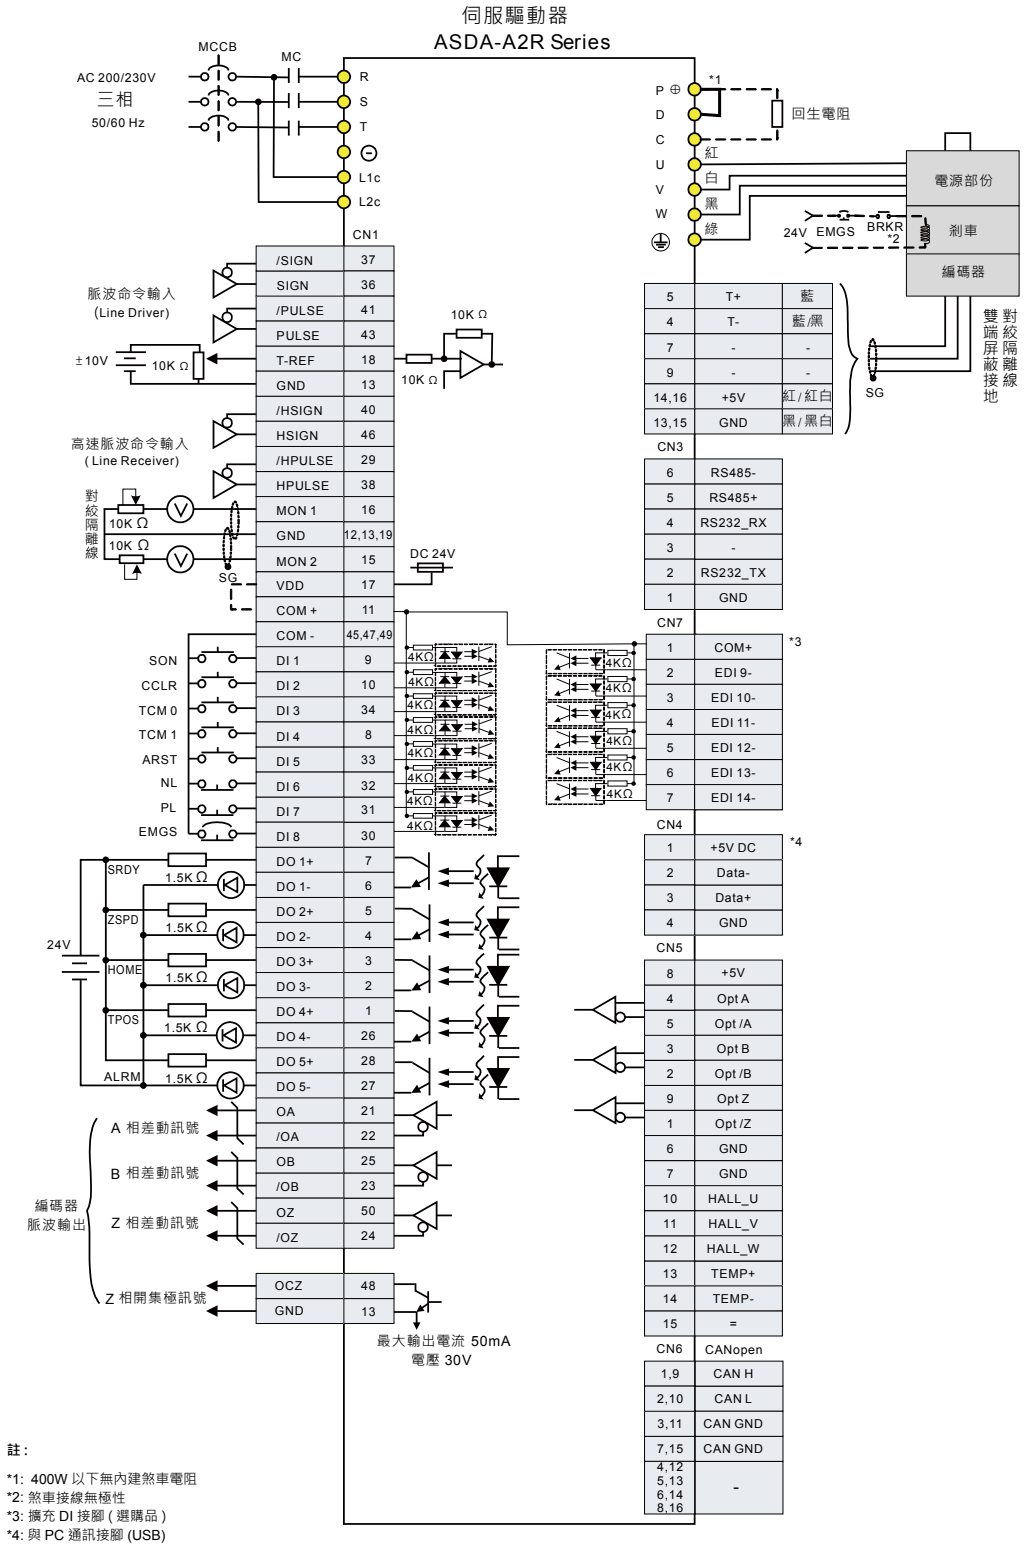 伺服驅動器
ASDA-A2R Series
MCCB
MC
AC 200/230V
三相
50/60 Hz
R
S
T
L1c
L2c
P ⊕
D
C
U
V
W
*1
回生電阻
紅
白
黑
綠
電源部份
剎車
編碼器
24V
EMGS
BRKR
*2
對絞隔離線
雙端屏蔽接地
SG
CN1
/SIGN 37
SIGN 36
/PULSE 41
PULSE 43
T-REF 18
GND 13
/HSIGN 40
HSIGN 46
/HPULSE 29
HPULSE 38
MON 1 16
GND 12,13,19
MON 2 15
VDD 17
COM + 11
COM - 45,47,49
DI 1 9
DI 2 10
DI 3 34
DI 4 8
DI 5 33
DI 6 32
DI 7 31
DI 8 30
DO 1+ 7
DO 1- 6
DO 2+ 5
DO 2- 4
DO 3+ 3
DO 3- 2
DO 4+ 1
DO 4- 26
DO 5+ 28
DO 5- 27
OA 21
/OA 22
OB 25
/OB 23
OZ 50
/OZ 24
OCZ 48
GND 13
脈波命令輸入
(Line Driver)
±10V
10K Ω
10K Ω
10K Ω
高速脈波命令輸入
( Line Receiver)
對絞隔離線
10K Ω
10K Ω
SG
DC 24V
SON
CCLR
TCM 0
TCM 1
ARST
NL
PL
EMGS
4KΩ
4KΩ
4KΩ
4KΩ
4KΩ
4KΩ
4KΩ
4KΩ
4KΩ
4KΩ
4KΩ
4KΩ
4KΩ
4KΩ
24V
SRDY
1.5K Ω
ZSPD
1.5K Ω
HOME
1.5K Ω
TPOS
1.5K Ω
ALRM
1.5K Ω
編碼器
脈波輸出
A 相差動訊號
B 相差動訊號
Z 相差動訊號
Z 相開集極訊號
最大輸出電流 50mA
電壓 30V
5 T+ 藍
4 T- 藍/黑
7 - -
9 - -
14,16 +5V 紅/紅白
13,15 GND 黑/黑白
CN3
6 RS485-
5 RS485+
4 RS232_RX
3 -
2 RS232_TX
1 GND
CN7
1 COM+
*3
2 EDI 9-
3 EDI 10-
4 EDI 11-
5 EDI 12-
6 EDI 13-
7 EDI 14-
CN4
1 +5V DC
*4
2 Data-
3 Data+
4 GND
CN5
8 +5V
4 Opt A
5 Opt /A
3 Opt B
2 Opt /B
9 Opt Z
1 Opt /Z
6 GND
7 GND
10 HALL_U
11 HALL_V
12 HALL_W
13 TEMP+
14 TEMP-
15 =
CN6 CANopen
1,9 CAN H
2,10 CAN L
3,11 CAN GND
7,15 CAN GND
4,12
5,13
6,14
8,16
-
註 :
*1: 400W 以下無內建煞車電阻
*2: 煞車接線無極性
*3: 擴充 DI 接腳 ( 選購品 )
*4: 與 PC 通訊接腳 (USB)